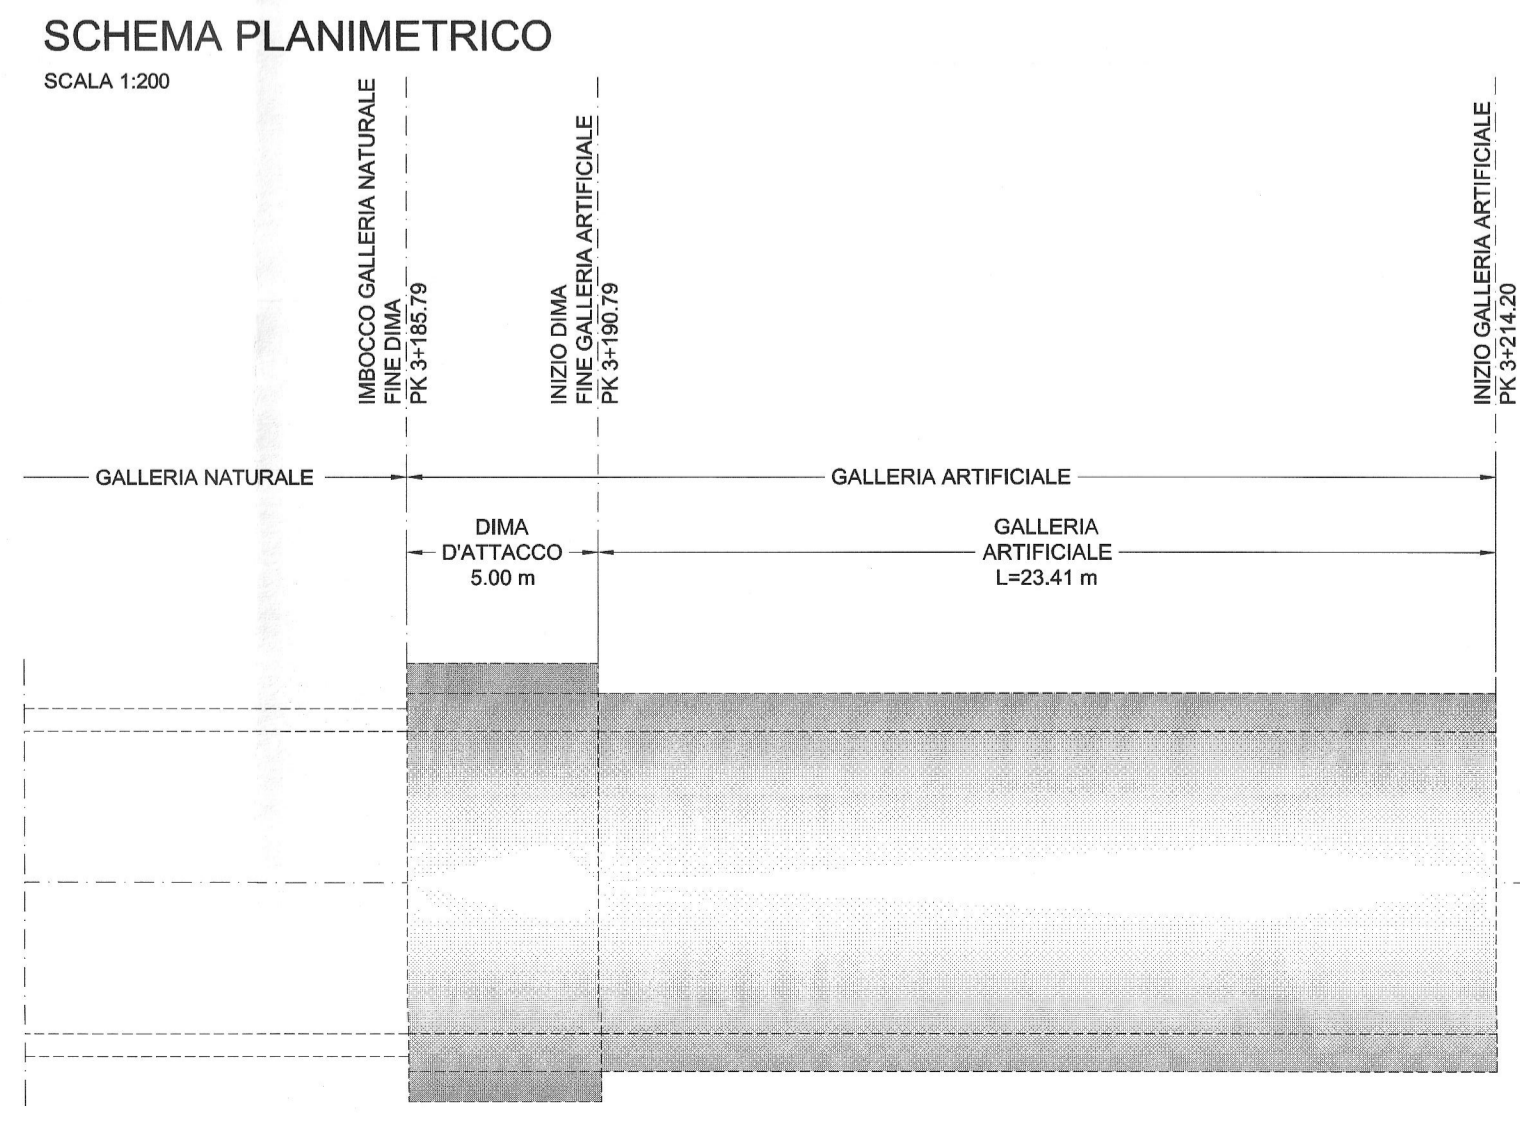 SCHEMA PLANIMETRICO
SCALA 1:200
IMBOCCO GALLERIA NATURALE
FINE DIMA
PK 3+185.79
INIZIO DIMA
FINE GALLERIA ARTIFICIALE
PK 3+190.79
INIZIO GALLERIA ARTIFICIALE
PK 3+214.20
GALLERIA NATURALE
GALLERIA ARTIFICIALE
DIMA
D'ATTACCO
5.00 m
GALLERIA
ARTIFICIALE
L=23.41 m